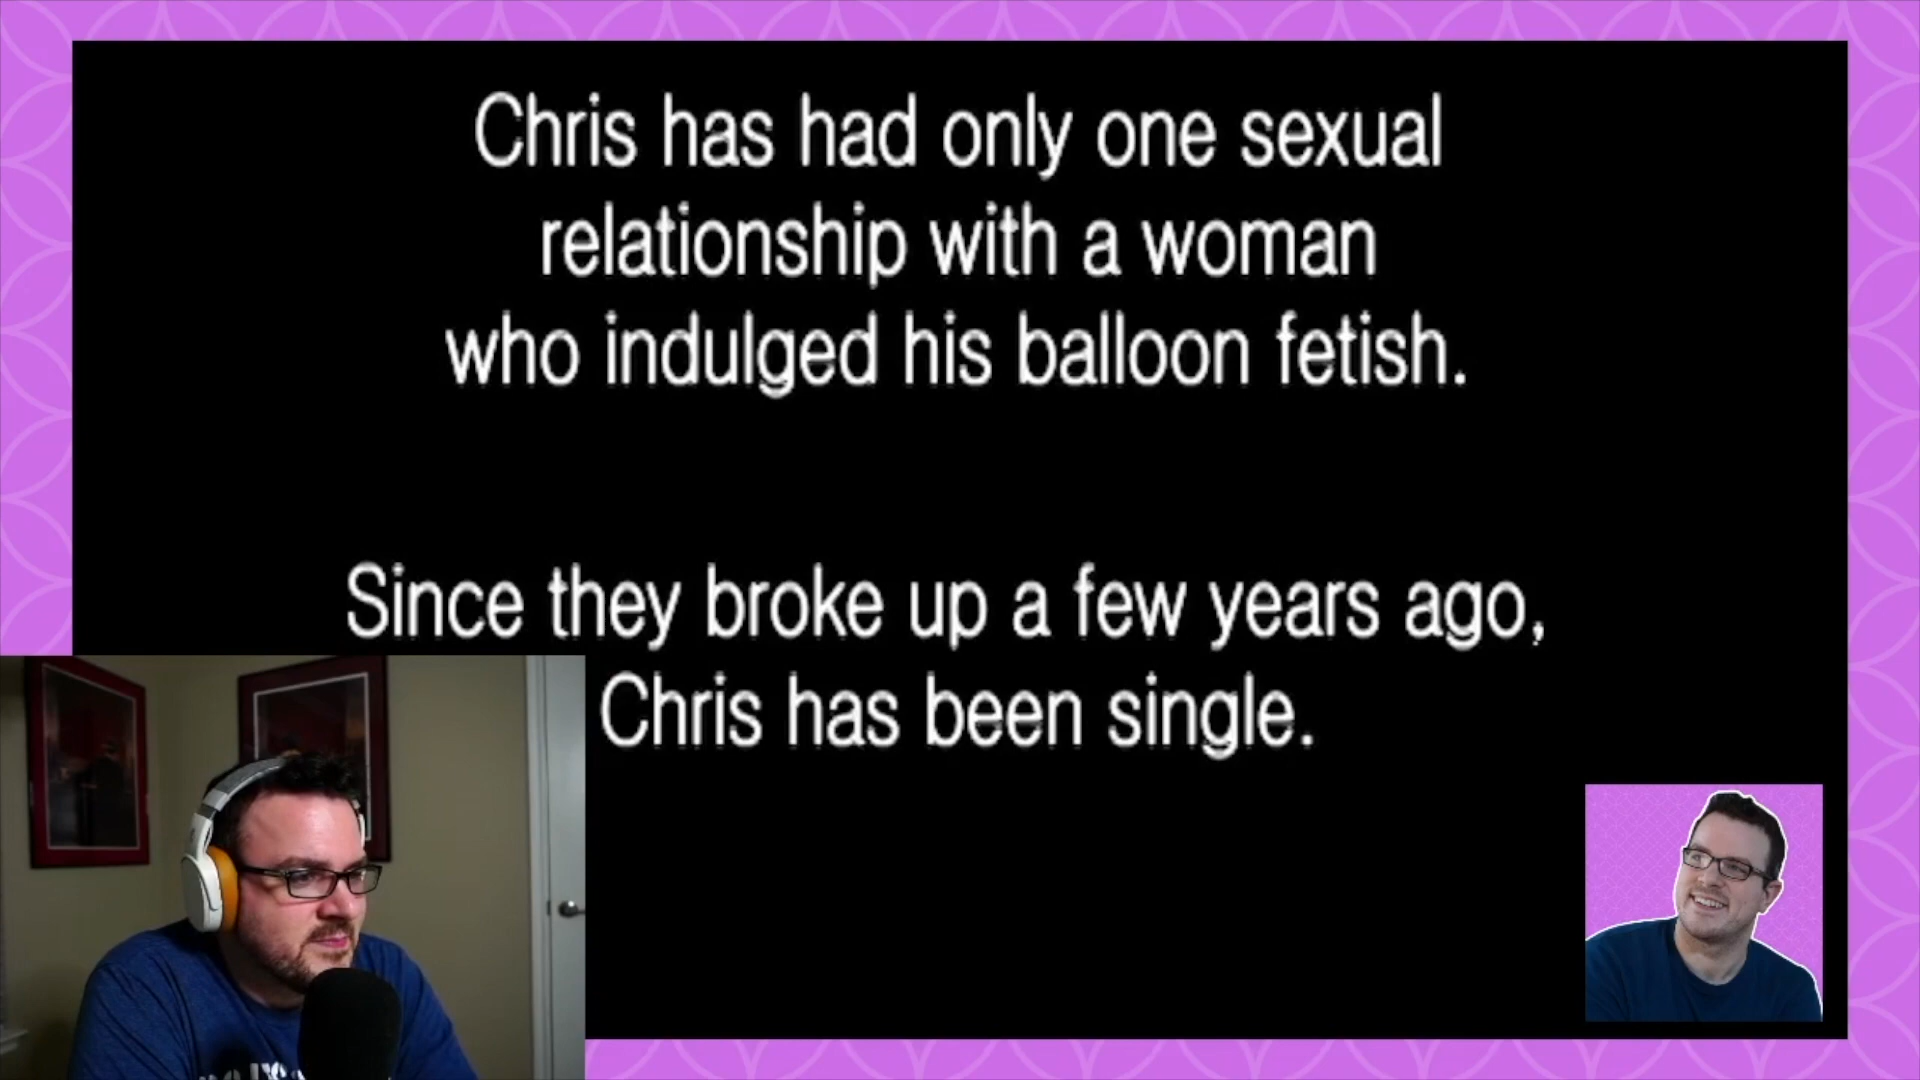 Chris has had only one sexual
relationship with a woman
who indulged his balloon fetish.
Since they broke up a few years ago,
Chris has been single.